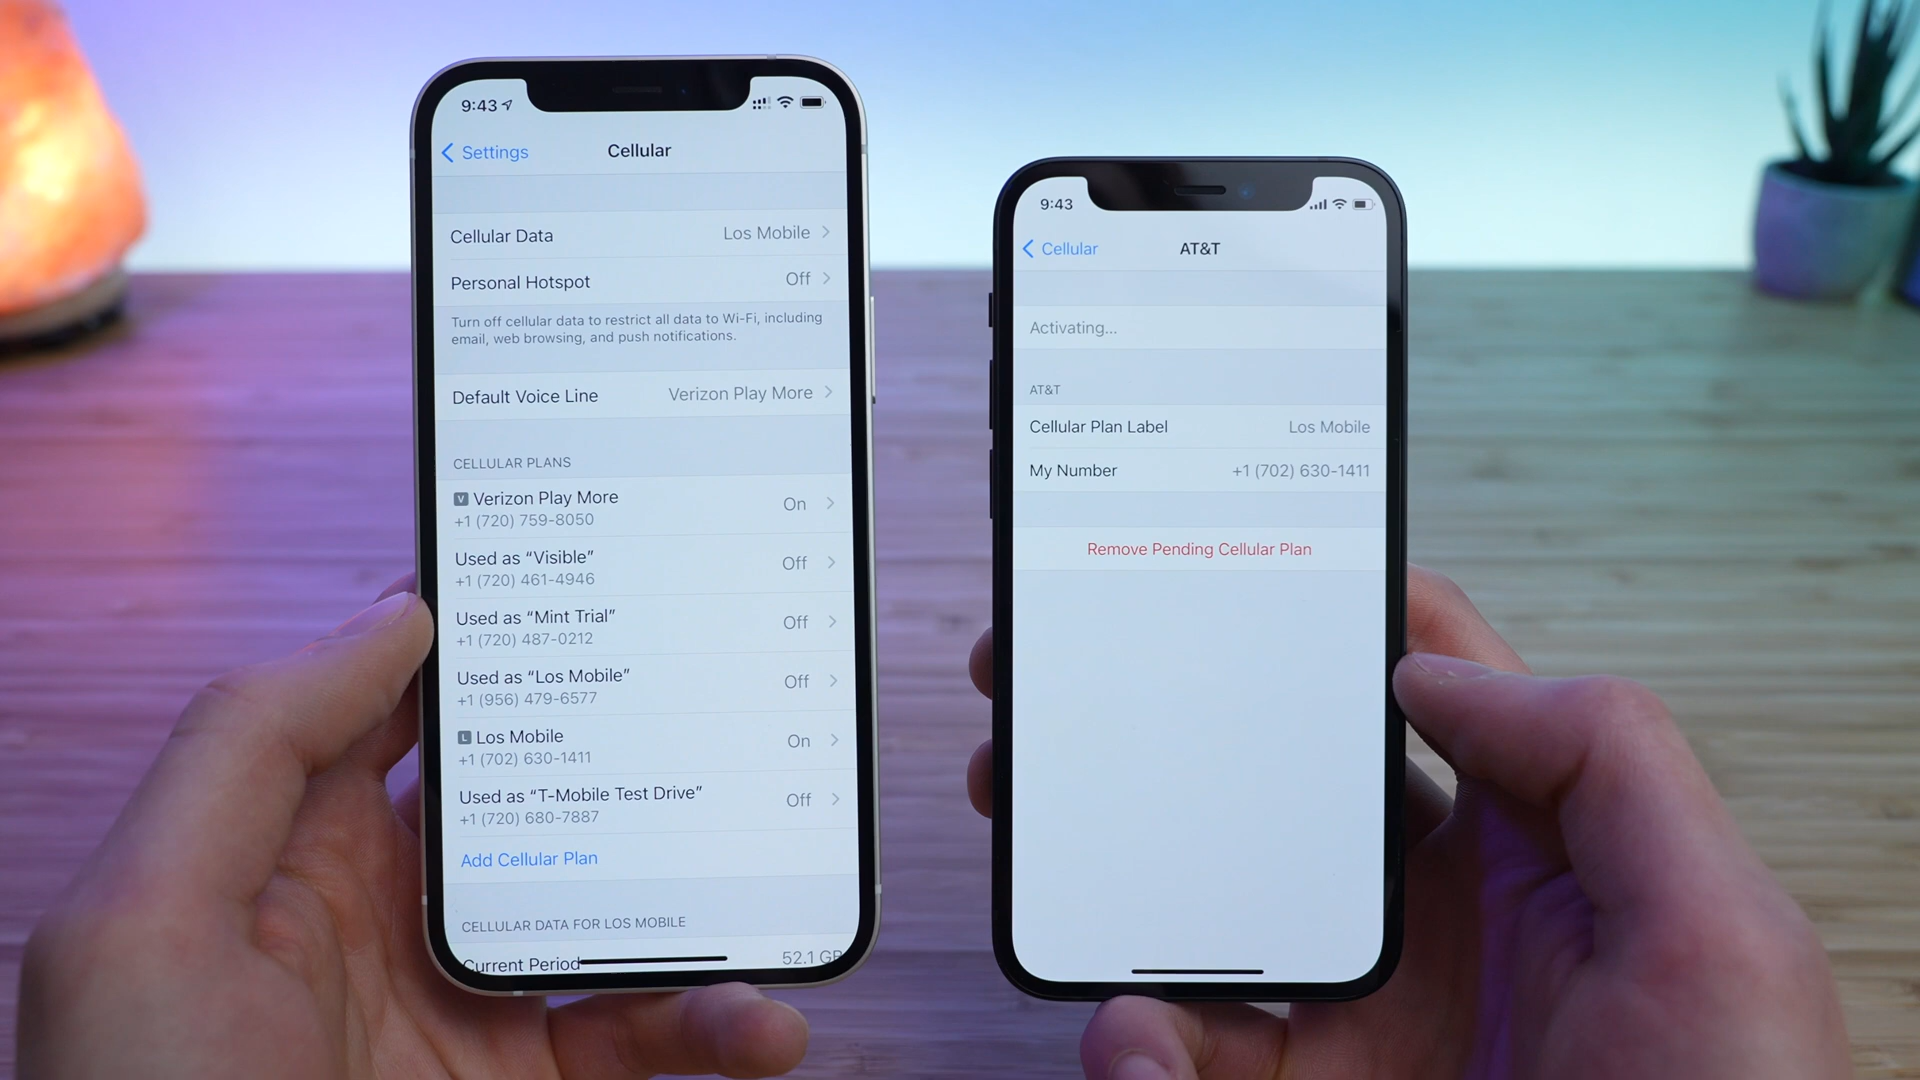 9:43
Settings
Cellular
Cellular Data Los Mobile
Personal Hotspot Off
Turn off cellular data to restrict all data to Wi-Fi, including
email, web browsing, and push notifications.
Default Voice Line Verizon Play More
CELLULAR PLANS
V Verizon Play More On
+1 (720) 759-8050
Used as “Visible” Off
+1 (720) 461-4946
Used as “Mint Trial” Off
+1 (720) 487-0212
Used as “Los Mobile” Off
+1 (956) 479-6577
L Los Mobile On
+1 (702) 630-1411
Used as “T-Mobile Test Drive” Off
+1 (720) 680-7887
Add Cellular Plan
CELLULAR DATA FOR LOS MOBILE
Current Period 52.1 GB
9:43
Cellular
AT&T
Activating...
AT&T
Cellular Plan Label Los Mobile
My Number +1 (702) 630-1411
Remove Pending Cellular Plan